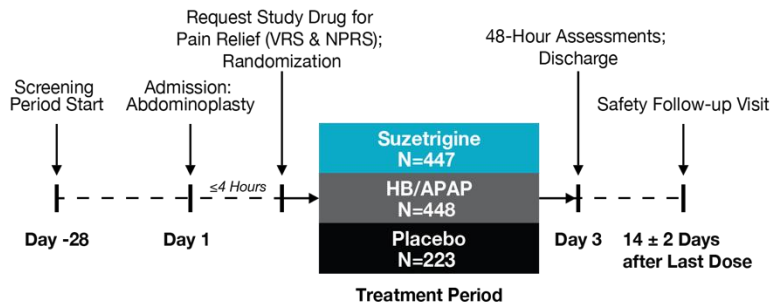 Request Study Drug for
Pain Relief (VRS & NPRS);
Randomization
48-Hour Assessments;
Discharge
Screening
Period Start
Admission:
Abdominoplasty
Safety Follow-up Visit
≤4 Hours
Suzetrigine
N=447
HB/APAP
N=448
Placebo
N=223
Day -28
Day 1
Day 3
14 ± 2 Days
after Last Dose
Treatment Period